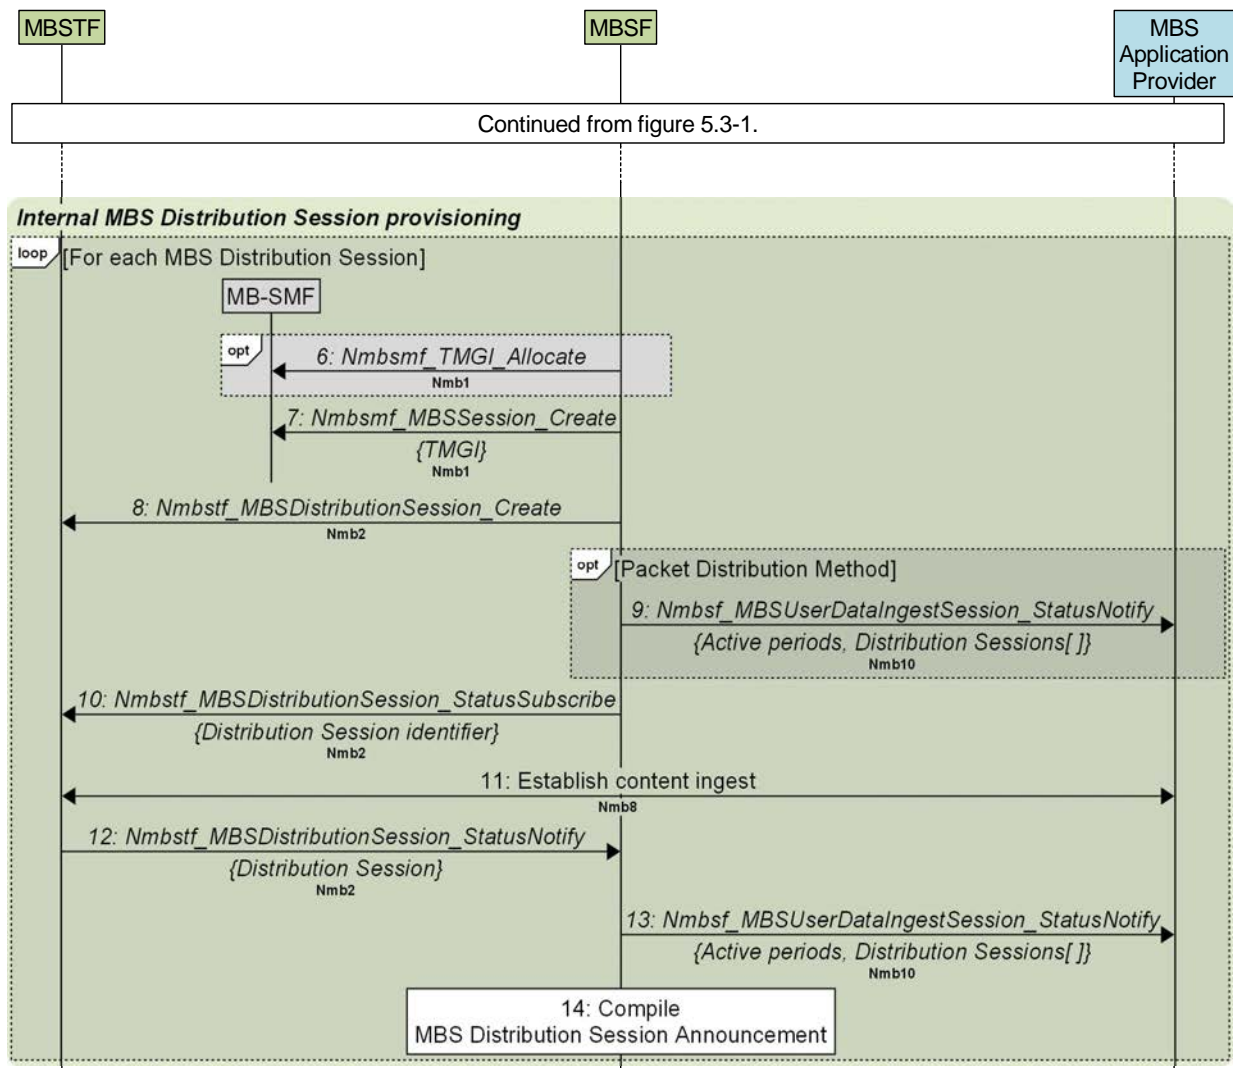 MBSTF
MBSF
MBS
Application
Provider
Continued from figure 5.3-1.
Internal MBS Distribution Session provisioning
loop
[For each MBS Distribution Session]
MB-SMF
opt
6: Nmbsmf_TMGI_Allocate
Nmb1
7: Nmbsmf_MBSSession_Create
{TMGI}
Nmb1
8: Nmbstf_MBSDistributionSession_Create
Nmb2
opt
[Packet Distribution Method]
9: Nmbsf_MBSUserDataIngestSession_StatusNotify
{Active periods, Distribution Sessions[ ]}
Nmb10
10: Nmbstf_MBSDistributionSession_StatusSubscribe
{Distribution Session identifier}
Nmb2
11: Establish content ingest
Nmb8
12: Nmbstf_MBSDistributionSession_StatusNotify
{Distribution Session}
Nmb2
13: Nmbsf_MBSUserDataIngestSession_StatusNotify
{Active periods, Distribution Sessions[ ]}
Nmb10
14: Compile
MBS Distribution Session Announcement